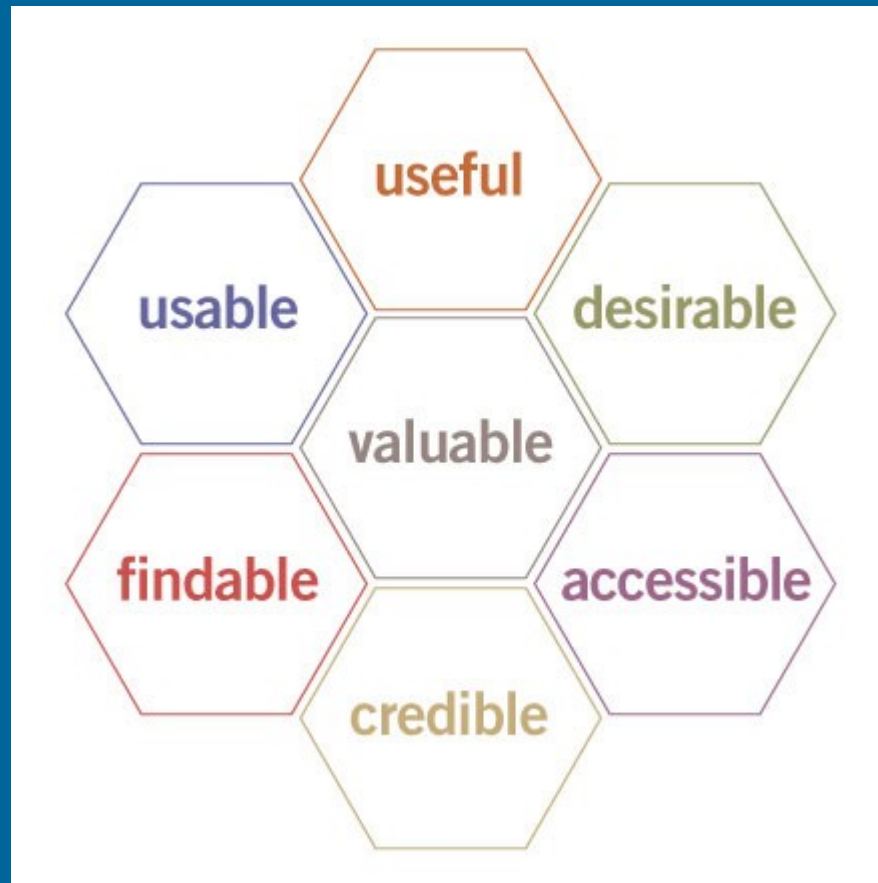 useful
usable
desirable
valuable
findable
accessible
credible